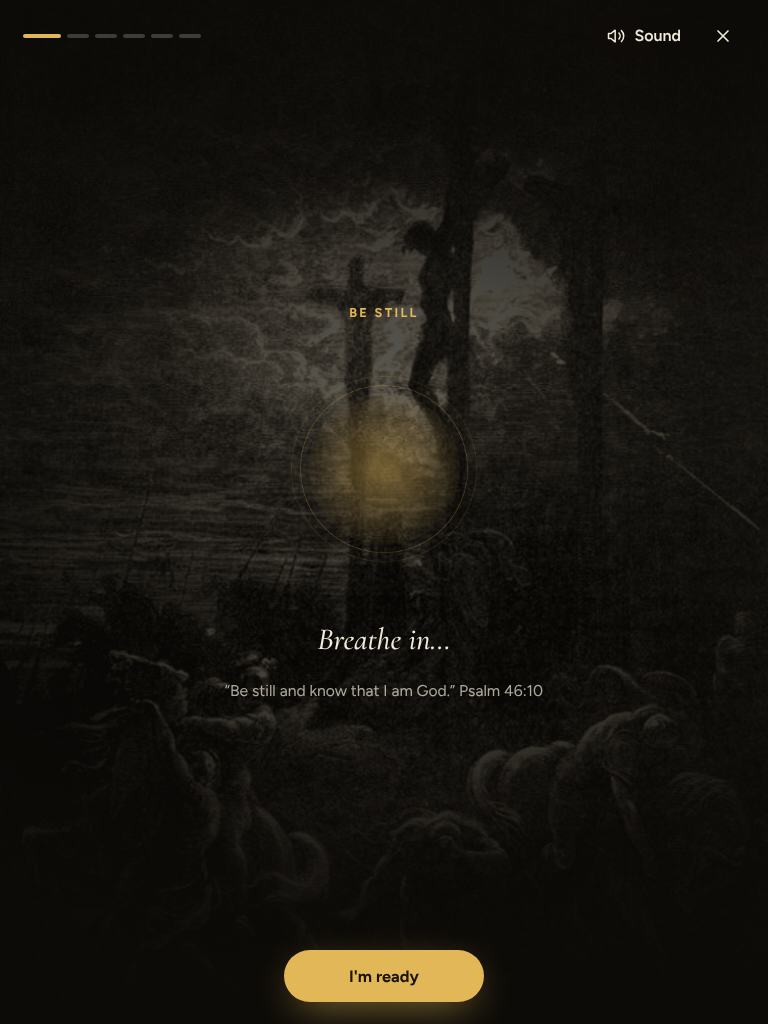 Sound
BE STILL
Breathe in...
“Be still and know that I am God.” Psalm 46:10
I'm ready